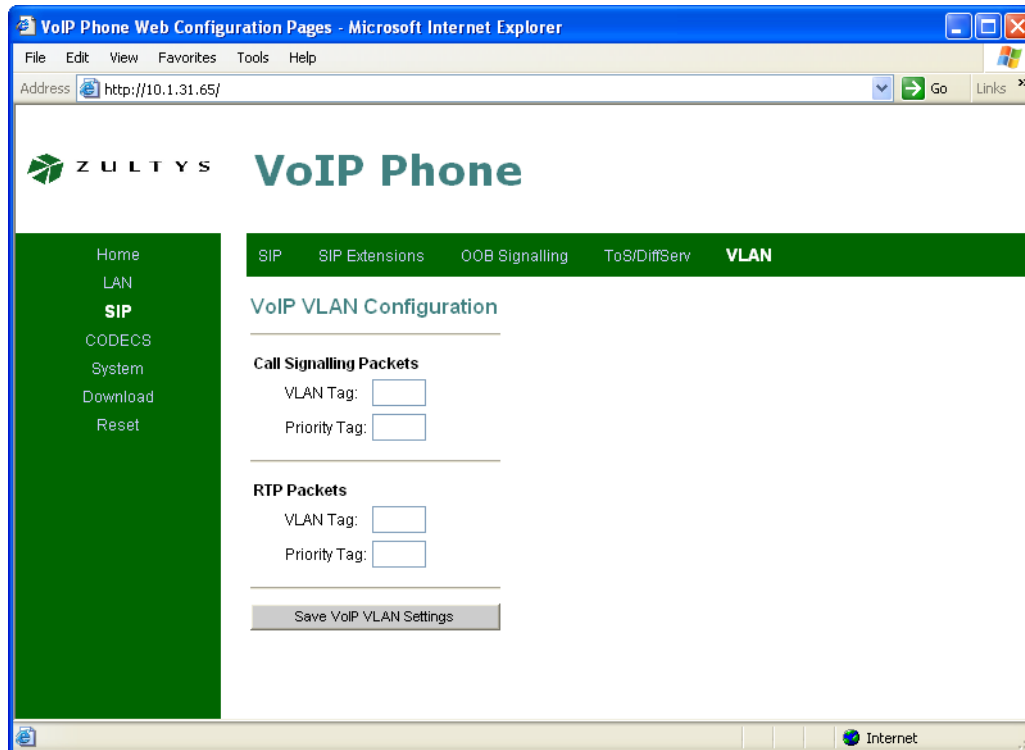 VoIP Phone Web Configuration Pages - Microsoft Internet Explorer
File Edit View Favorites Tools Help
Address http://10.1.31.65/ Go Links »
ZULTYS VoIP Phone
Home
LAN
SIP
CODECS
System
Download
Reset
SIP SIP Extensions OOB Signalling ToS/DiffServ VLAN
VoIP VLAN Configuration
Call Signalling Packets
VLAN Tag:
Priority Tag:
RTP Packets
VLAN Tag:
Priority Tag:
Save VoIP VLAN Settings
Internet